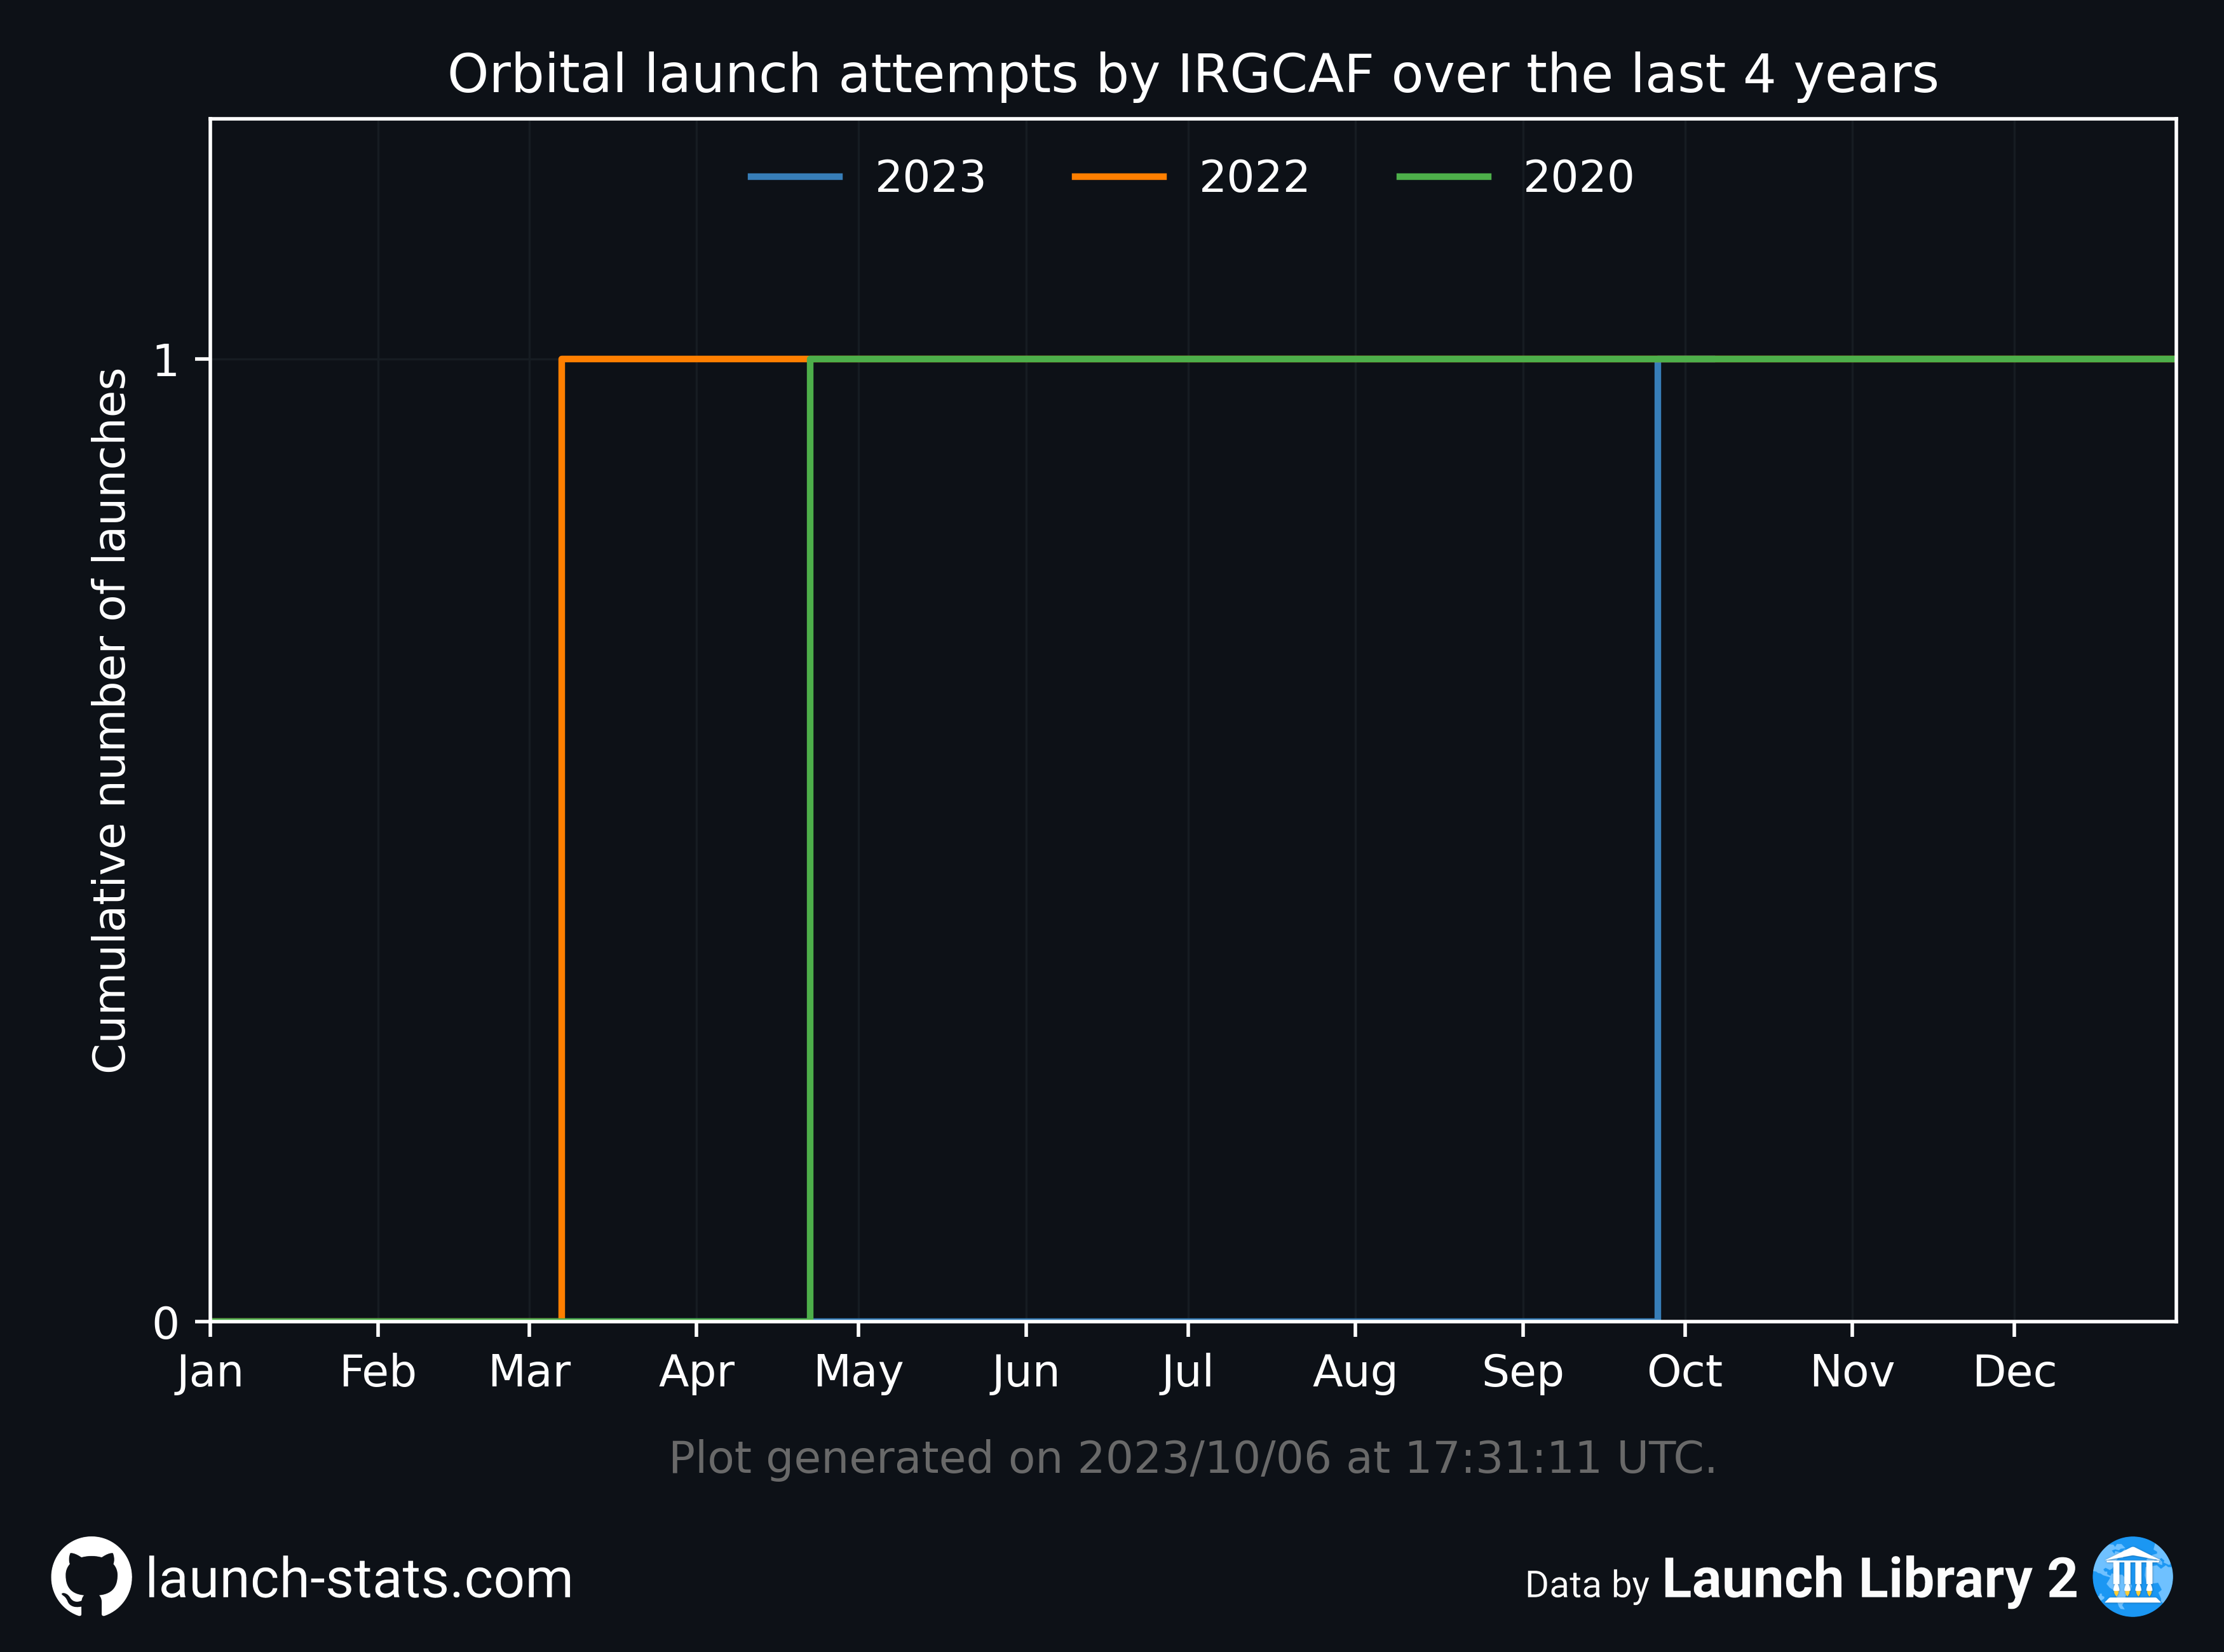 Orbital launch attempts by IRGCAF over the last 4 years
2023 2022 2020
Cumulative number of launches
1
0
Jan Feb Mar Apr May Jun Jul Aug Sep Oct Nov Dec
Plot generated on 2023/10/06 at 17:31:11 UTC.
launch-stats.com
Data by Launch Library 2